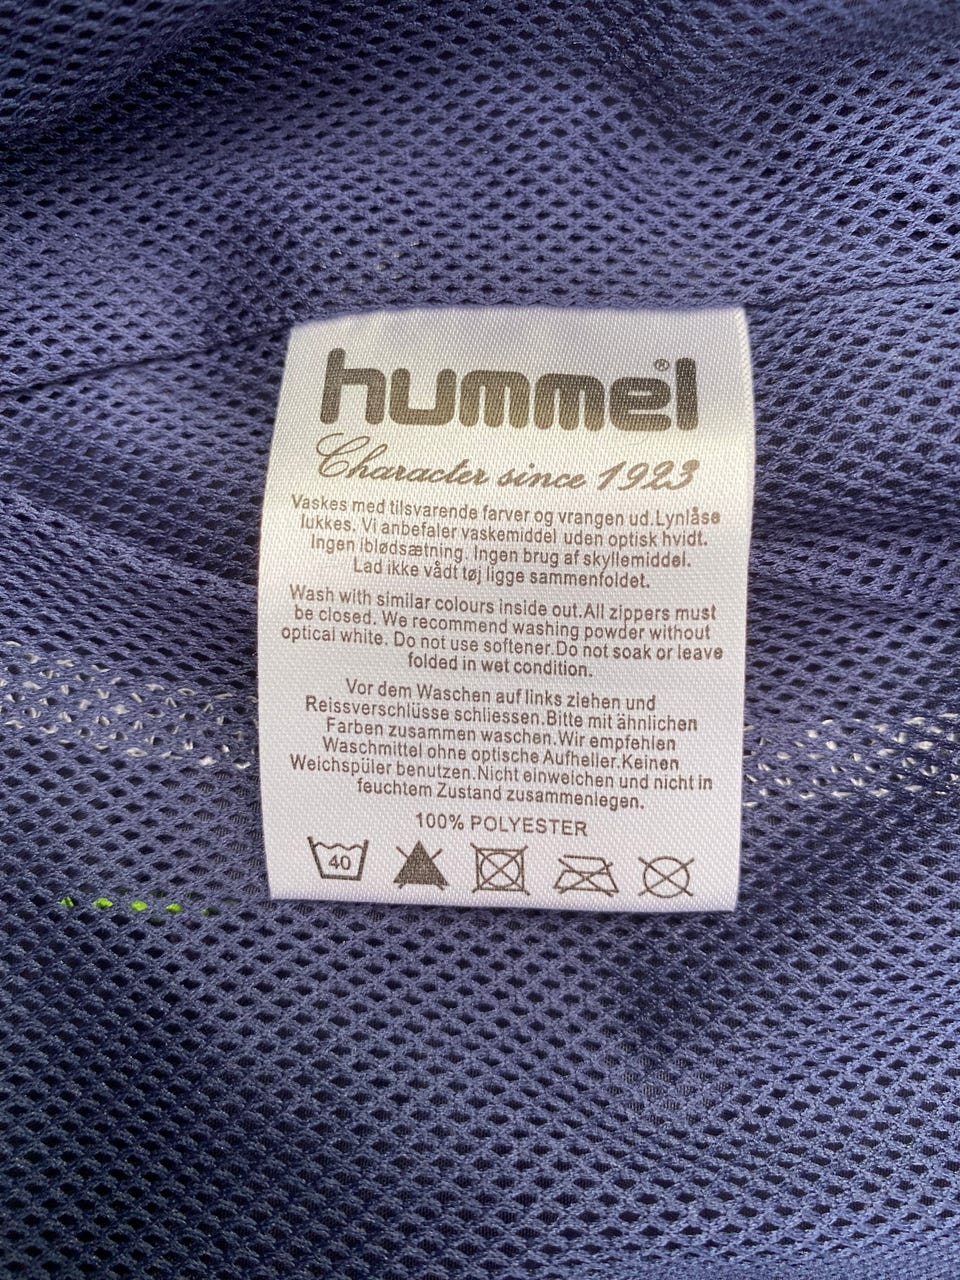 hummel®
Character since 1923
Vaskes med tilsvarende farver og vrangen ud.Lynlåse
lukkes. Vi anbefaler vaskemiddel uden optisk hvidt.
Ingen iblødsætning. Ingen brug af skyllemiddel.
Lad ikke vådt tøj ligge sammenfoldet.
Wash with similar colours inside out.All zippers must
be closed. We recommend washing powder without
optical white. Do not use softener.Do not soak or leave
folded in wet condition.
Vor dem Waschen auf links ziehen und
Reissverschlüsse schliessen.Bitte mit ähnlichen
Farben zusammen waschen.Wir empfehlen
Waschmittel ohne optische Aufheller.Keinen
Weichspüler benutzen.Nicht einweichen und nicht in
feuchtem Zustand zusammenlegen.
100% POLYESTER
40